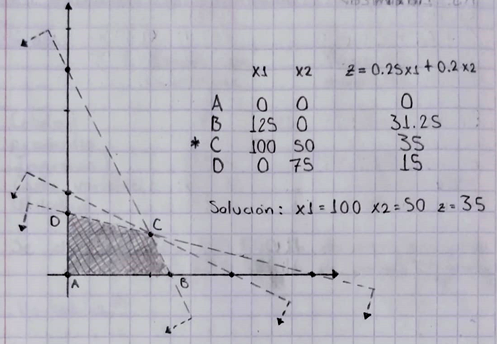 x1 x2 z=0.25x1+0.2x2
A 0 0 0
B 125 0 31.25
* C 100 50 35
D 0 75 15
Solución: x1=100 x2=50 z=35
D
C
A
B